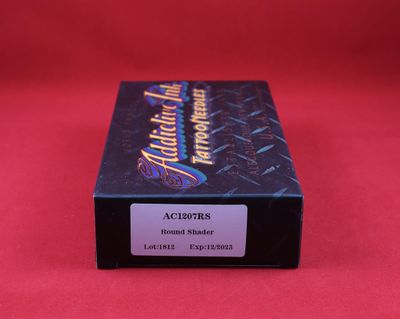 Addictive Ink
TATTOO NEEDLES
AC1207RS
Round Shader
Lot:1812 Exp:12/2023